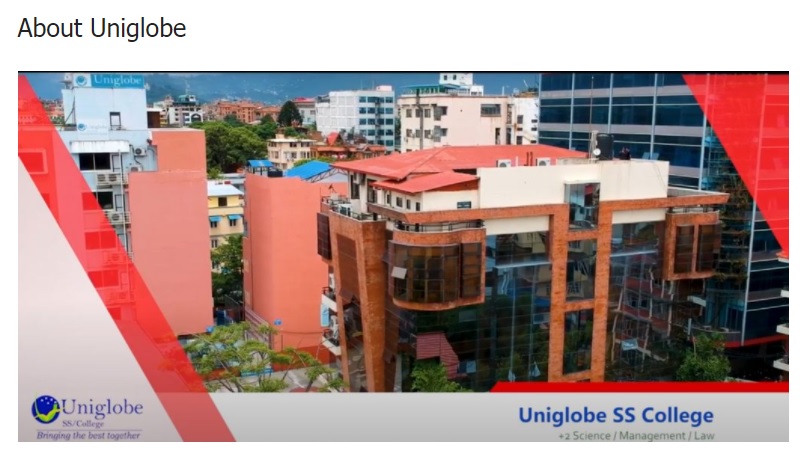 About Uniglobe
Uniglobe
Uniglobe
SS/College
Bringing the best together
Uniglobe SS College
+2 Science / Management / Law